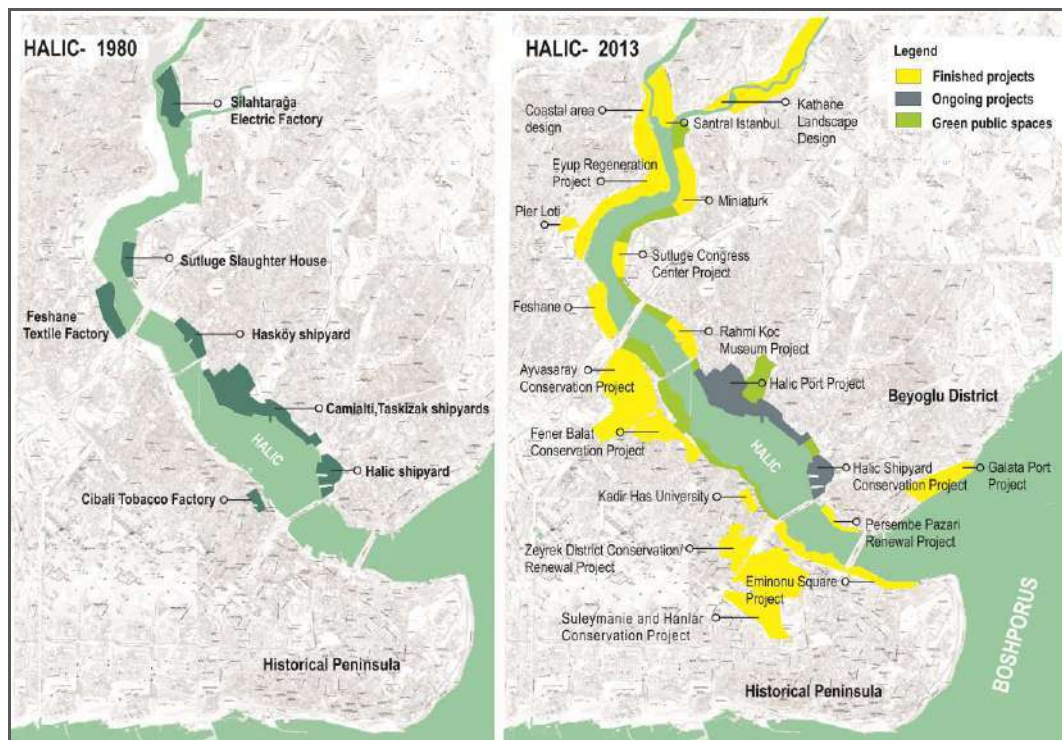 HALIC- 1980
Silahtarağa
Electric Factory
Sutluge Slaughter House
Feshane
Textile Factory
Hasköy shipyard
Camialti,Taskizak shipyards
HALIC
Halic shipyard
Cibali Tobacco Factory
Historical Peninsula
HALIC- 2013
Legend
Finished projects
Ongoing projects
Green public spaces
Coastal area
design
Santral Istanbul
Kathane
Landscape
Design
Eyup Regeneration
Project
Miniaturk
Pier Loti
Sutluge Congress
Center Project
Feshane
Rahmi Koc
Museum Project
Ayvasaray
Conservation Project
Halic Port Project
Beyoglu District
Fener Balat
Conservation Project
HALIC
Halic Shipyard
Conservation Project
Galata Port
Project
Kadir Has University
Persembe Pazari
Renewal Project
Zeyrek District Conservation/
Renewal Project
Eminonu Square
Project
Suleymanie and Hanlar
Conservation Project
Historical Peninsula
BOSHPORUS